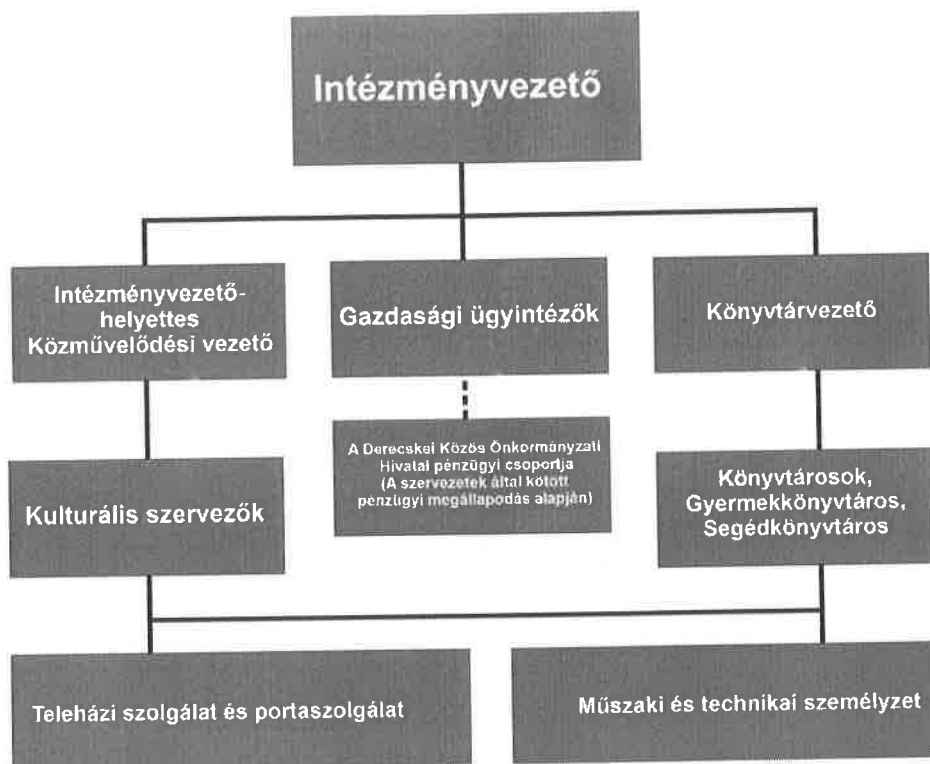 Intézményvezető
Intézményvezető-
helyettes
Közművelődési vezető
Gazdasági ügyintézők
Könyvtárvezető
A Derecskei Közös Önkormányzati
Hivatal pénzügyi csoportja
(A szervezetek által kötött
pénzügyi megállapodás alapján)
Kulturális szervezők
Könyvtárosok,
Gyermekkönyvtáros,
Segédkönyvtáros
Teleházi szolgálat és portaszolgálat
Műszaki és technikai személyzet